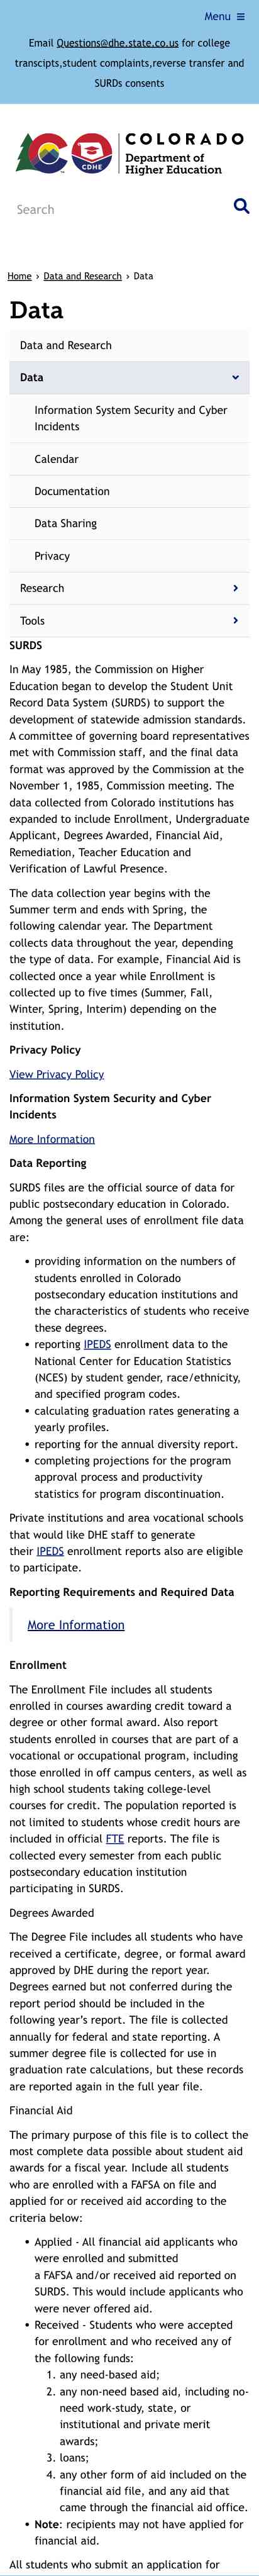 Menu ≡
Email Questions@dhe.state.co.us for college
transcipts,student complaints,reverse transfer and
SURDs consents
COLORADO
Department of
Higher Education
CDHE
Search
Home › Data and Research › Data
Data
Data and Research
Data
Information System Security and Cyber
Incidents
Calendar
Documentation
Data Sharing
Privacy
Research
Tools
SURDS
In May 1985, the Commission on Higher
Education began to develop the Student Unit
Record Data System (SURDS) to support the
development of statewide admission standards.
A committee of governing board representatives
met with Commission staff, and the final data
format was approved by the Commission at the
November 1, 1985, Commission meeting. The
data collected from Colorado institutions has
expanded to include Enrollment, Undergraduate
Applicant, Degrees Awarded, Financial Aid,
Remediation, Teacher Education and
Verification of Lawful Presence.
The data collection year begins with the
Summer term and ends with Spring, the
following calendar year. The Department
collects data throughout the year, depending
the type of data. For example, Financial Aid is
collected once a year while Enrollment is
collected up to five times (Summer, Fall,
Winter, Spring, Interim) depending on the
institution.
Privacy Policy
View Privacy Policy
Information System Security and Cyber
Incidents
More Information
Data Reporting
SURDS files are the official source of data for
public postsecondary education in Colorado.
Among the general uses of enrollment file data
are:
• providing information on the numbers of
students enrolled in Colorado
postsecondary education institutions and
the characteristics of students who receive
these degrees.
• reporting IPEDS enrollment data to the
National Center for Education Statistics
(NCES) by student gender, race/ethnicity,
and specified program codes.
• calculating graduation rates generating a
yearly profiles.
• reporting for the annual diversity report.
• completing projections for the program
approval process and productivity
statistics for program discontinuation.
Private institutions and area vocational schools
that would like DHE staff to generate
their IPEDS enrollment reports also are eligible
to participate.
Reporting Requirements and Required Data
More Information
Enrollment
The Enrollment File includes all students
enrolled in courses awarding credit toward a
degree or other formal award. Also report
students enrolled in courses that are part of a
vocational or occupational program, including
those enrolled in off campus centers, as well as
high school students taking college-level
courses for credit. The population reported is
not limited to students whose credit hours are
included in official FTE reports. The file is
collected every semester from each public
postsecondary education institution
participating in SURDS.
Degrees Awarded
The Degree File includes all students who have
received a certificate, degree, or formal award
approved by DHE during the report year.
Degrees earned but not conferred during the
report period should be included in the
following year's report. The file is collected
annually for federal and state reporting. A
summer degree file is collected for use in
graduation rate calculations, but these records
are reported again in the full year file.
Financial Aid
The primary purpose of this file is to collect the
most complete data possible about student aid
awards for a fiscal year. Include all students
who are enrolled with a FAFSA on file and
applied for or received aid according to the
criteria below:
• Applied - All financial aid applicants who
were enrolled and submitted
a FAFSA and/or received aid reported on
SURDS. This would include applicants who
were never offered aid.
• Received - Students who were accepted
for enrollment and who received any of
the following funds:
1. any need-based aid;
2. any non-need based aid, including no-
need work-study, state, or
institutional and private merit
awards;
3. loans;
4. any other form of aid included on the
financial aid file, and any aid that
came through the financial aid office.
• Note: recipients may not have applied for
financial aid.
All students who submit an application for